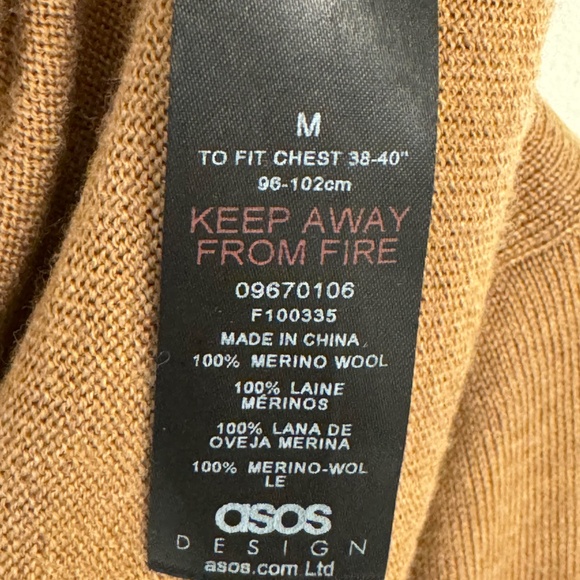 M
TO FIT CHEST 38-40"
96-102cm
KEEP AWAY
FROM FIRE
09670106
F100335
MADE IN CHINA
100% MERINO WOOL
100% LAINE
MÉRINOS
100% LANA DE
OVEJA MERINA
100% MERINO-WOL
LE
asos
DESIGN
asos.com Ltd